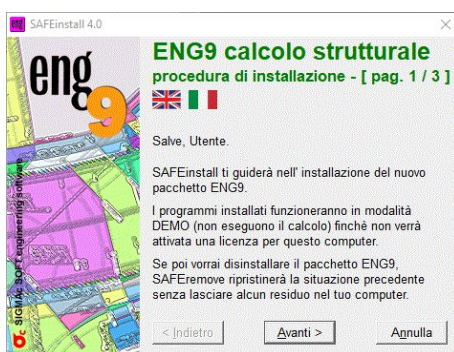 SAFEinstall 4.0
eng
9
SIGMAc SOFT engineering software
σc
ENG9 calcolo strutturale
procedura di installazione - [ pag. 1 / 3 ]
Salve, Utente.
SAFEinstall ti guiderà nell' installazione del nuovo
pacchetto ENG9.
I programmi installati funzioneranno in modalità
DEMO (non eseguono il calcolo) finchè non verrà
attivata una licenza per questo computer.
Se poi vorrai disinstallare il pacchetto ENG9,
SAFEremove ripristinerà la situazione precedente
senza lasciare alcun residuo nel tuo computer.
< Indietro
Avanti >
Annulla